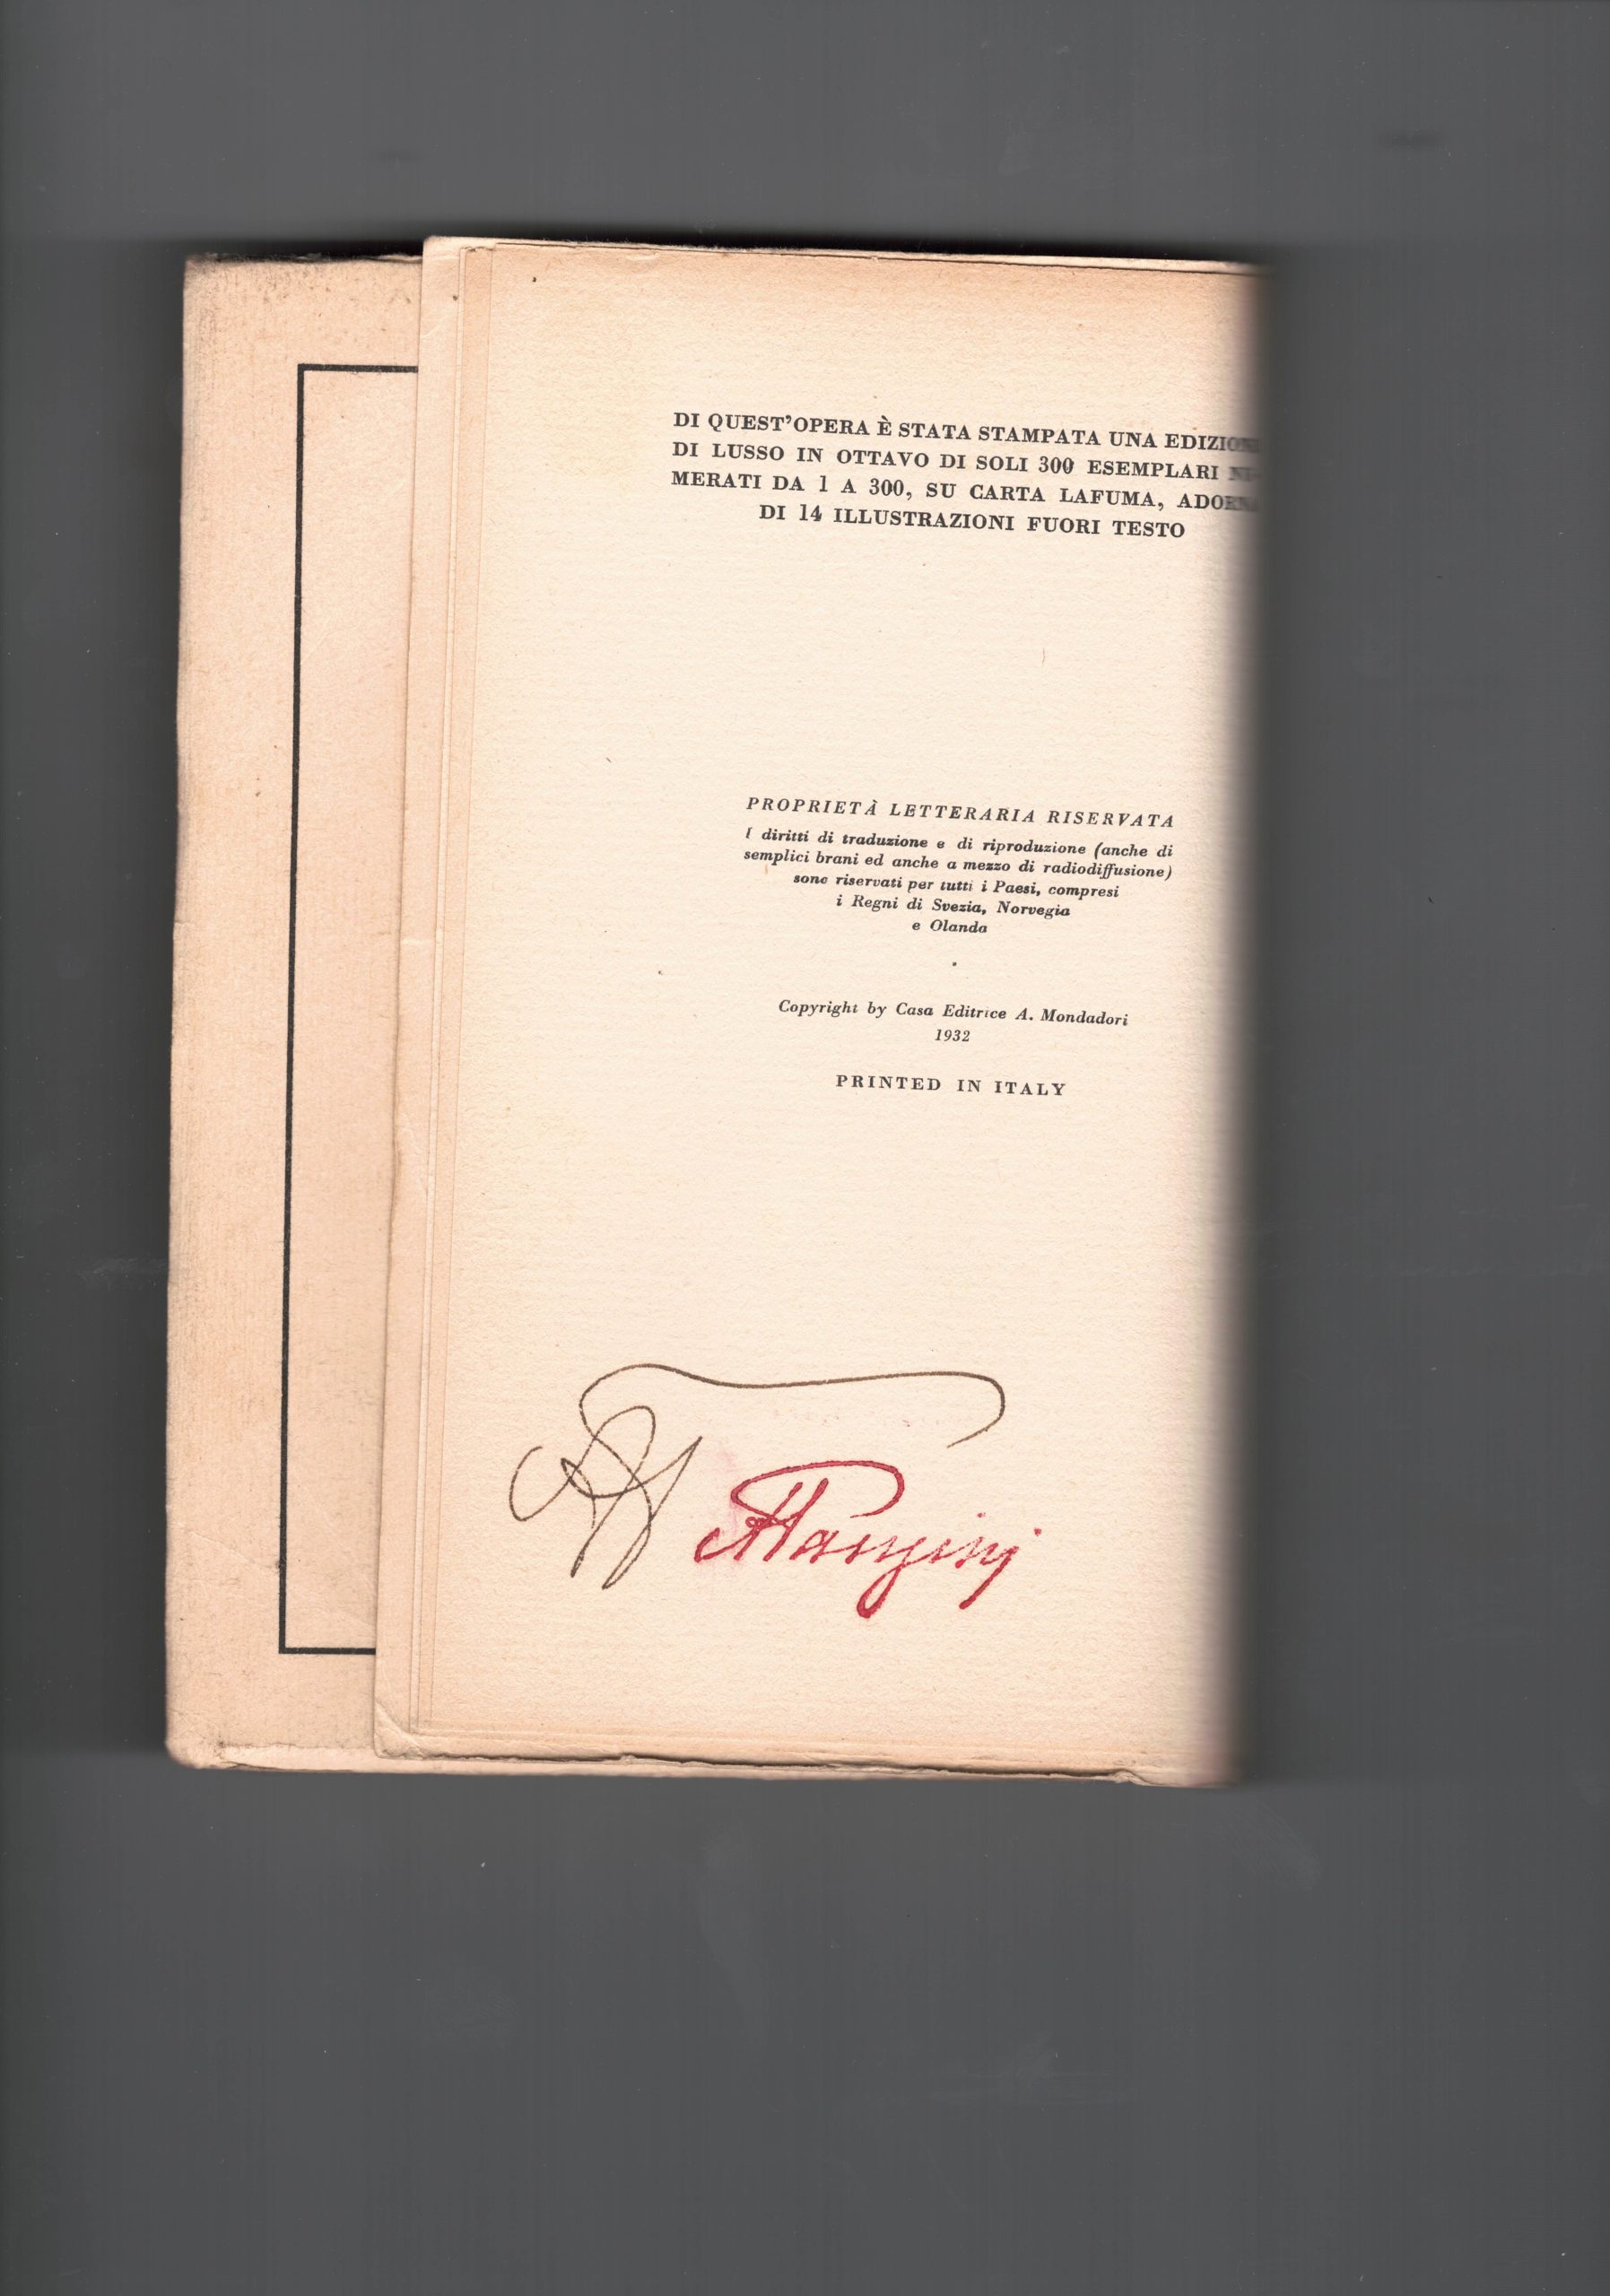 DI QUEST'OPERA È STATA STAMPATA UNA EDIZIONE
DI LUSSO IN OTTAVO DI SOLI 300 ESEMPLARI NU-
MERATI DA 1 A 300, SU CARTA LAFUMA, ADORNA
DI 14 ILLUSTRAZIONI FUORI TESTO
PROPRIETÀ LETTERARIA RISERVATA
I diritti di traduzione e di riproduzione (anche di
semplici brani ed anche a mezzo di radiodiffusione)
sono riservati per tutti i Paesi, compresi
i Regni di Svezia, Norvegia
e Olanda
Copyright by Casa Editrice A. Mondadori
1932
PRINTED IN ITALY
APanzini